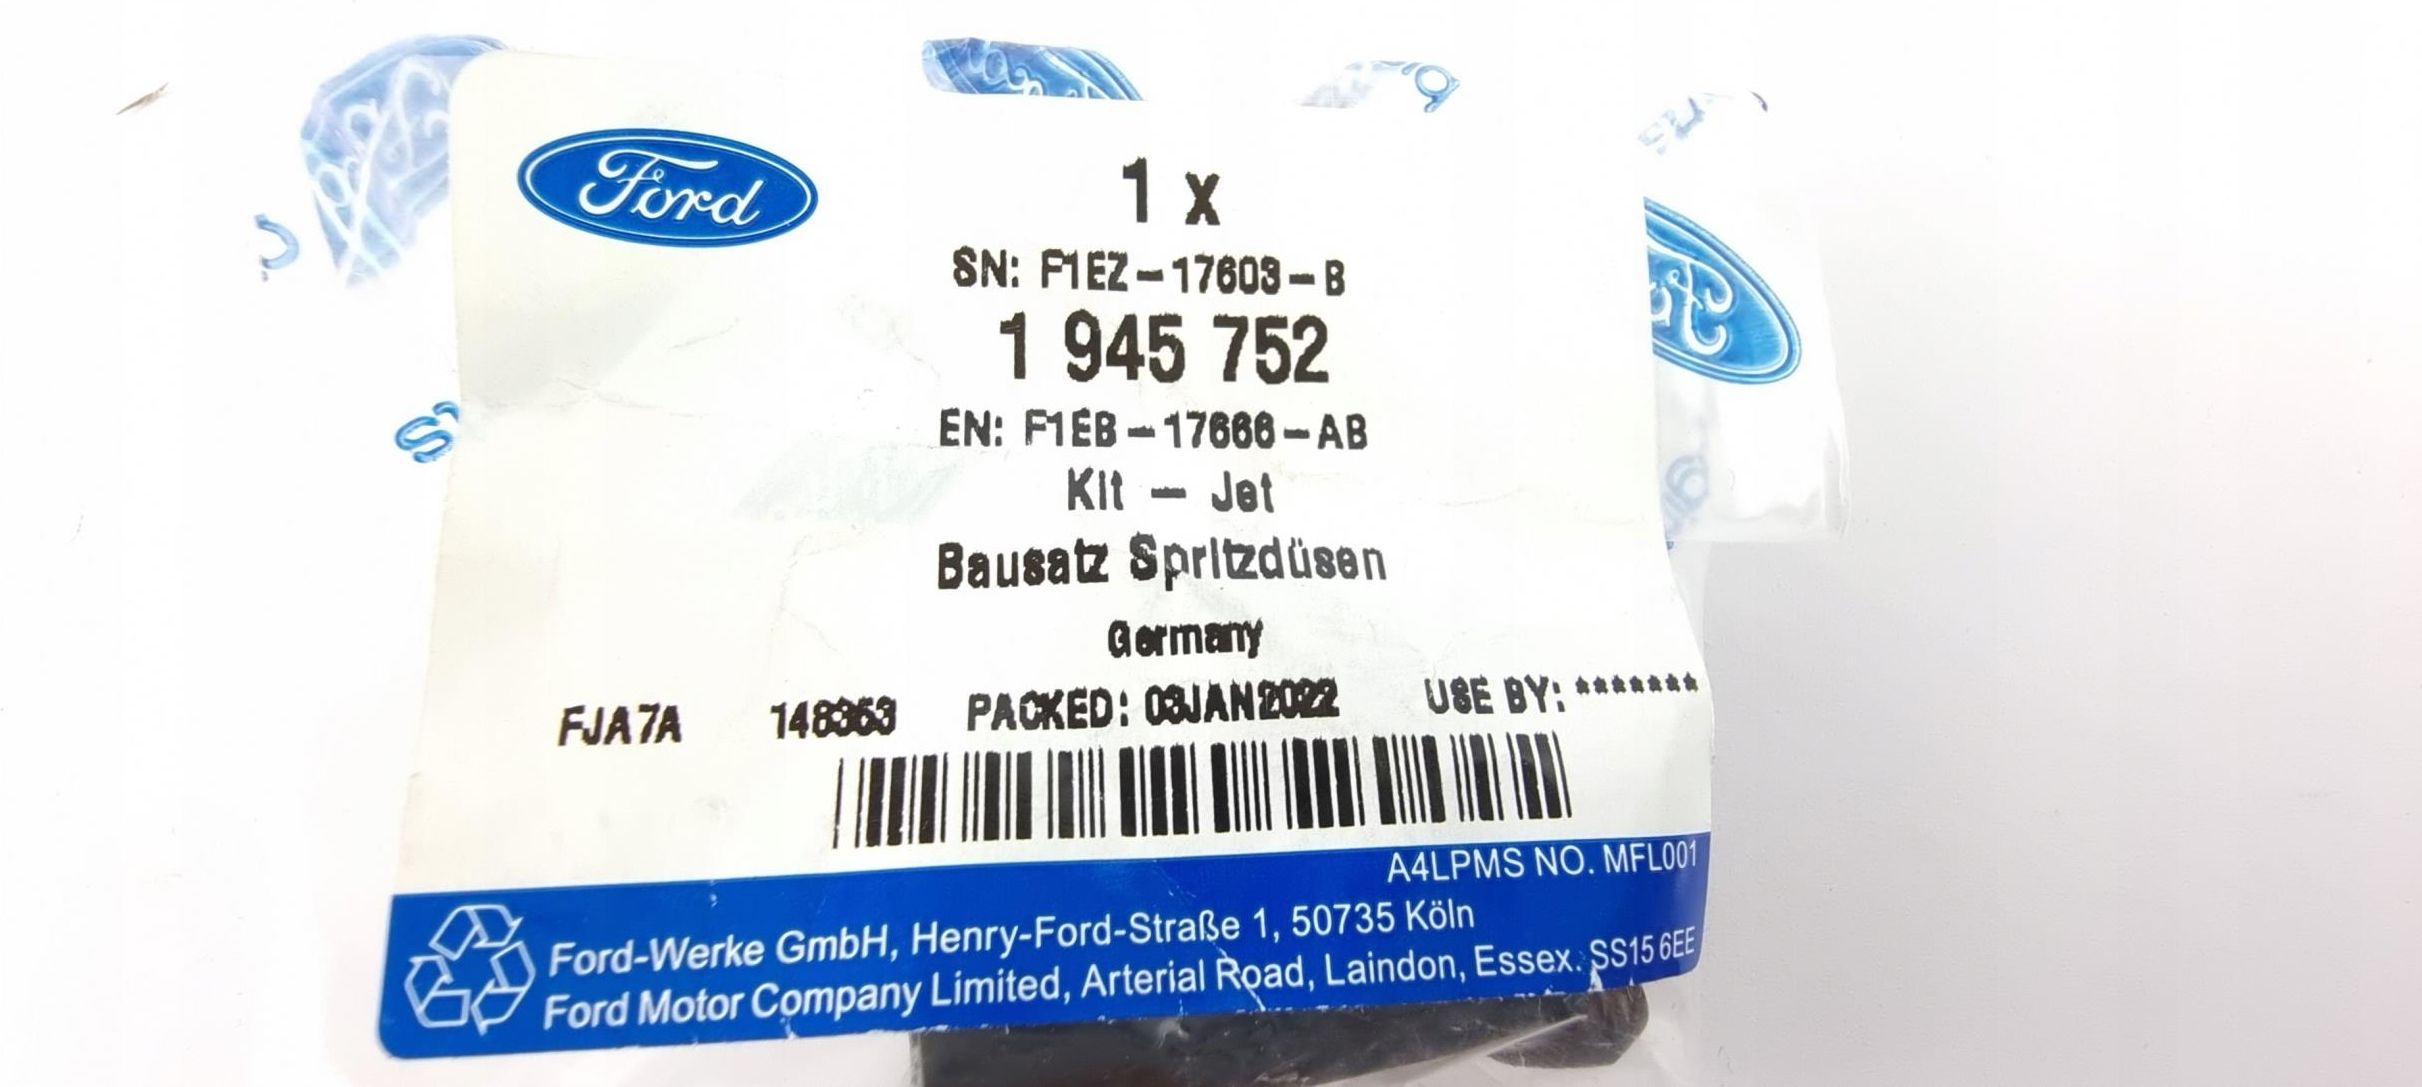 Ford
1 x
SN: F1EZ-17603-B
1 945 752
EN: F1EB-17666-AB
Kit - Jet
Bausatz Spritzdüsen
Germany
FJA7A 148353 PACKED: 03JAN2022 USE BY: *******
A4LPMS NO. MFL001
Ford-Werke GmbH, Henry-Ford-Straße 1, 50735 Köln
Ford Motor Company Limited, Arterial Road, Laindon, Essex. SS15 6EE